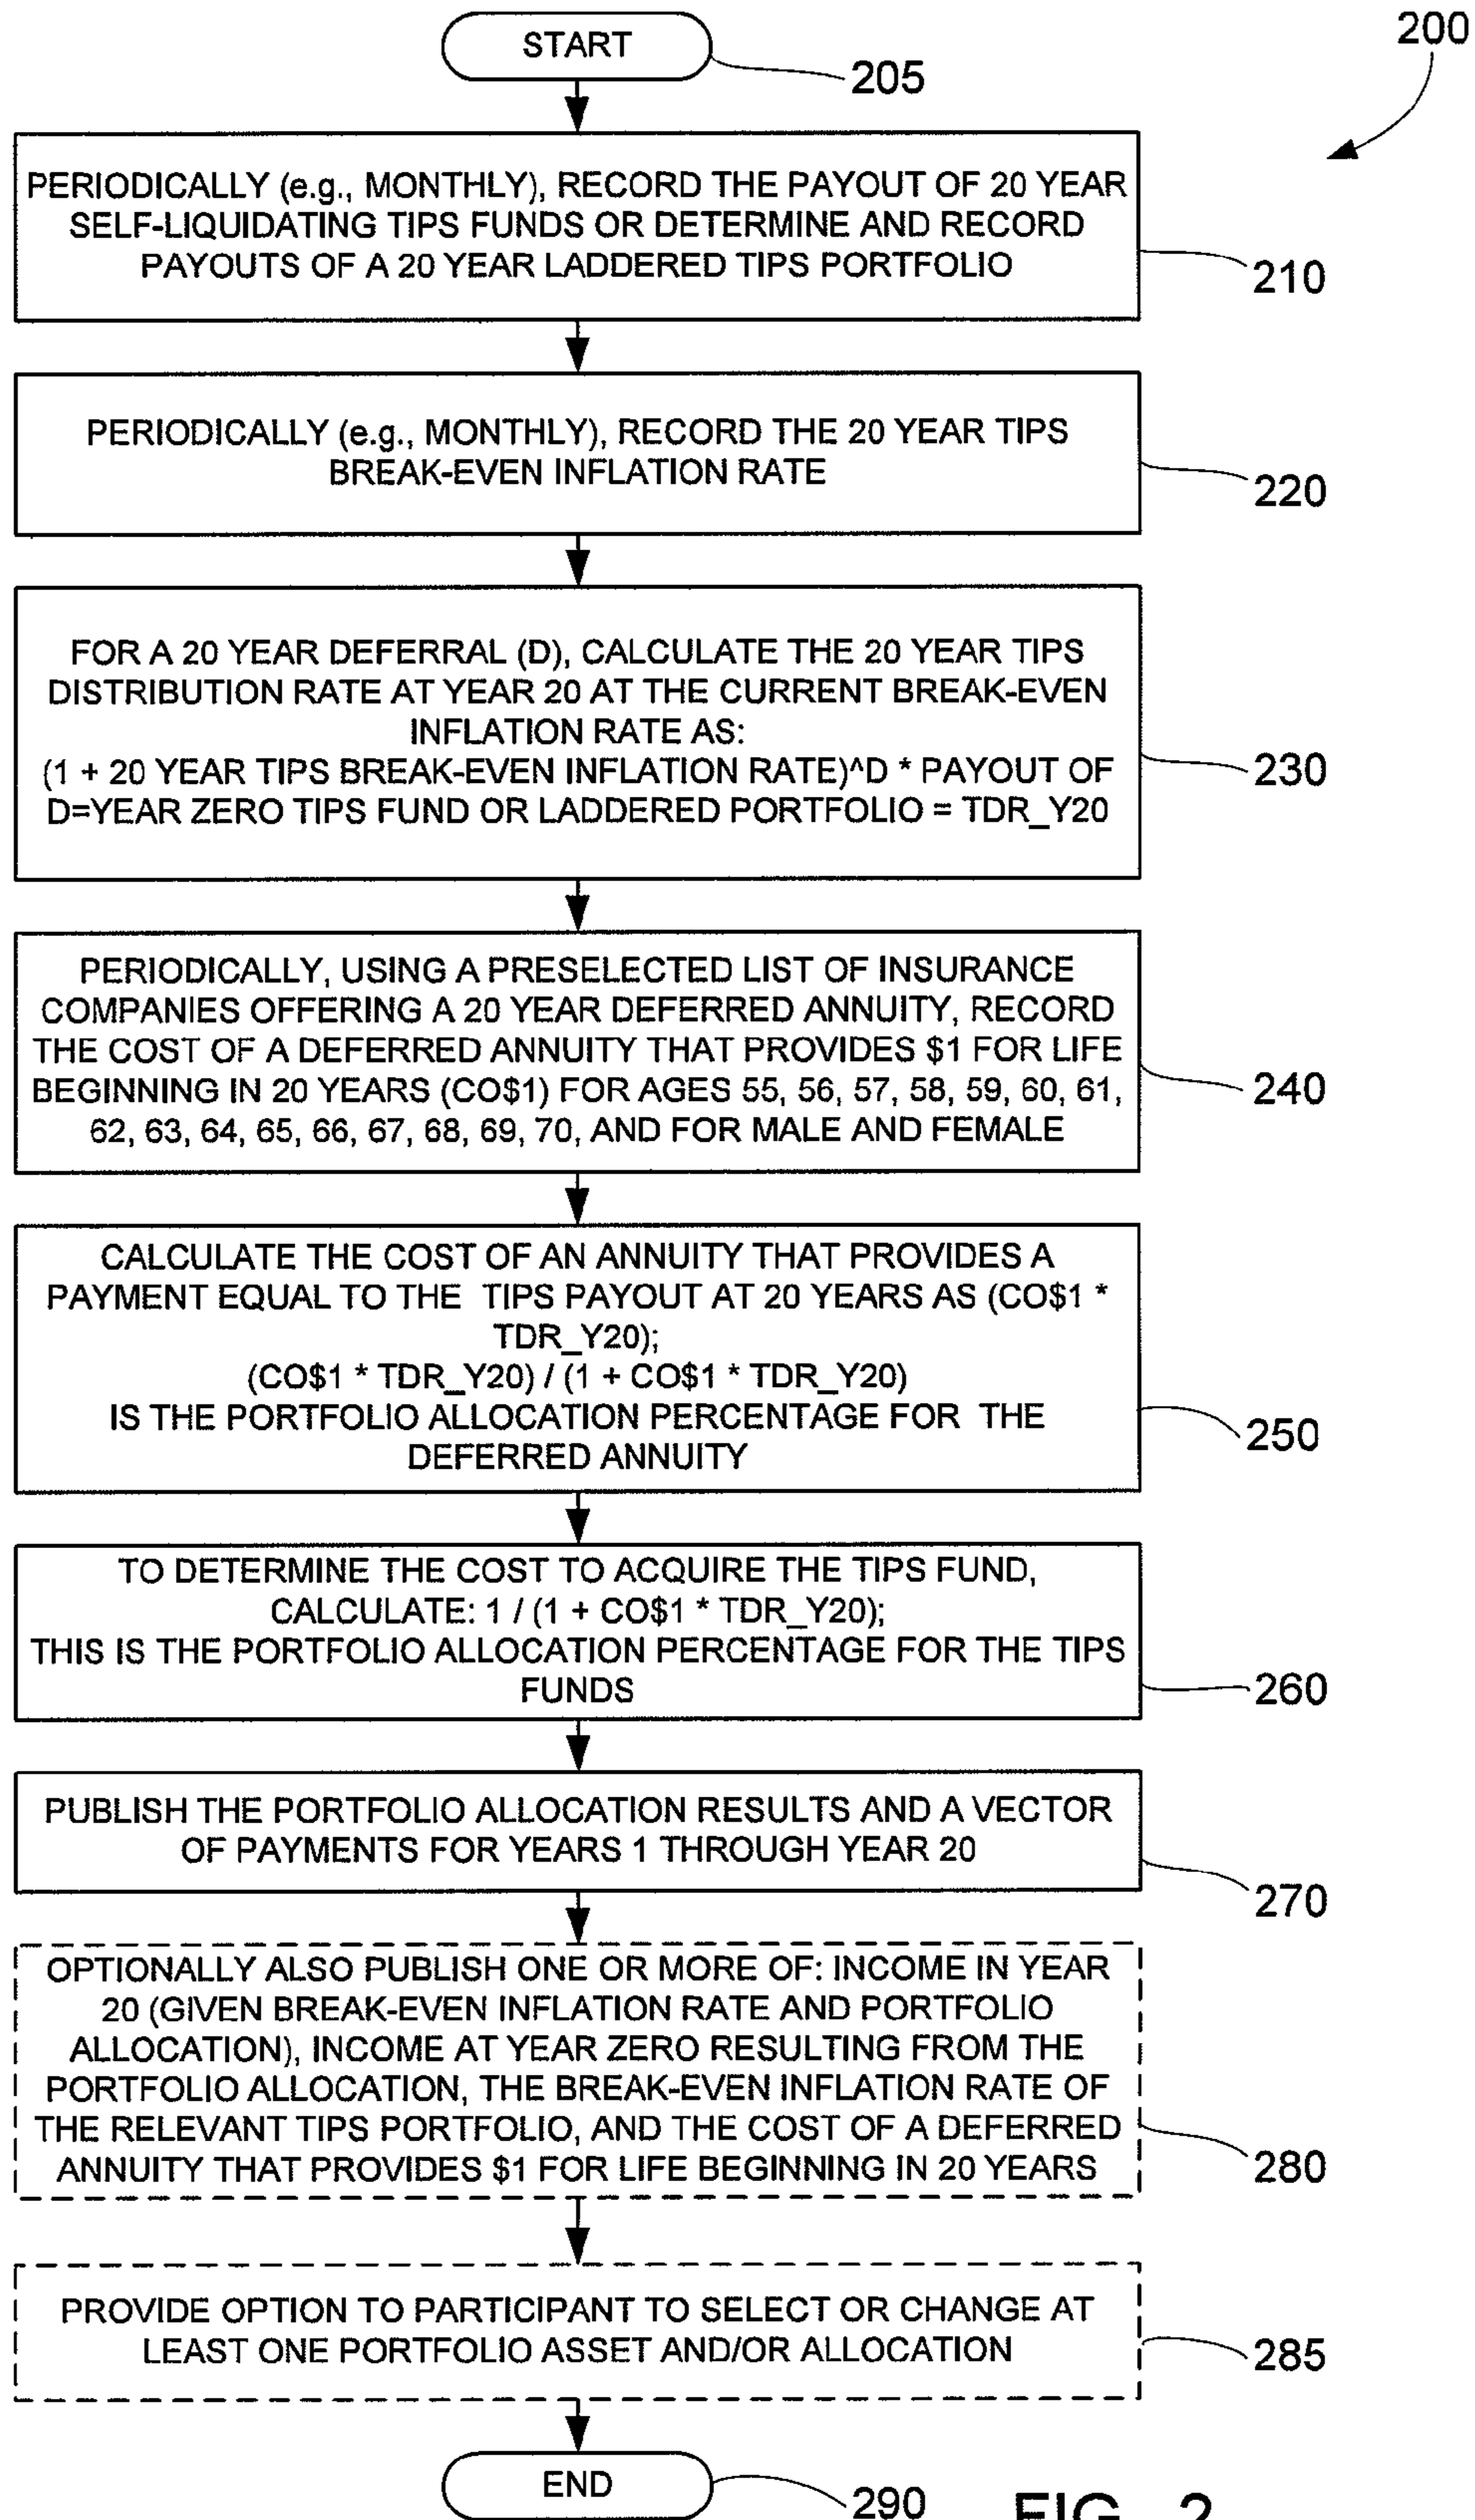 START
205
200
PERIODICALLY (e.g., MONTHLY), RECORD THE PAYOUT OF 20 YEAR
SELF-LIQUIDATING TIPS FUNDS OR DETERMINE AND RECORD
PAYOUTS OF A 20 YEAR LADDERED TIPS PORTFOLIO
210
PERIODICALLY (e.g., MONTHLY), RECORD THE 20 YEAR TIPS
BREAK-EVEN INFLATION RATE
220
FOR A 20 YEAR DEFERRAL (D), CALCULATE THE 20 YEAR TIPS
DISTRIBUTION RATE AT YEAR 20 AT THE CURRENT BREAK-EVEN
INFLATION RATE AS:
(1 + 20 YEAR TIPS BREAK-EVEN INFLATION RATE)^D * PAYOUT OF
D=YEAR ZERO TIPS FUND OR LADDERED PORTFOLIO = TDR_Y20
230
PERIODICALLY, USING A PRESELECTED LIST OF INSURANCE
COMPANIES OFFERING A 20 YEAR DEFERRED ANNUITY, RECORD
THE COST OF A DEFERRED ANNUITY THAT PROVIDES $1 FOR LIFE
BEGINNING IN 20 YEARS (CO$1) FOR AGES 55, 56, 57, 58, 59, 60, 61,
62, 63, 64, 65, 66, 67, 68, 69, 70, AND FOR MALE AND FEMALE
240
CALCULATE THE COST OF AN ANNUITY THAT PROVIDES A
PAYMENT EQUAL TO THE TIPS PAYOUT AT 20 YEARS AS (CO$1 *
TDR_Y20);
(CO$1 * TDR_Y20) / (1 + CO$1 * TDR_Y20)
IS THE PORTFOLIO ALLOCATION PERCENTAGE FOR THE
DEFERRED ANNUITY
250
TO DETERMINE THE COST TO ACQUIRE THE TIPS FUND,
CALCULATE: 1 / (1 + CO$1 * TDR_Y20);
THIS IS THE PORTFOLIO ALLOCATION PERCENTAGE FOR THE TIPS
FUNDS
260
PUBLISH THE PORTFOLIO ALLOCATION RESULTS AND A VECTOR
OF PAYMENTS FOR YEARS 1 THROUGH YEAR 20
270
OPTIONALLY ALSO PUBLISH ONE OR MORE OF: INCOME IN YEAR
20 (GIVEN BREAK-EVEN INFLATION RATE AND PORTFOLIO
ALLOCATION), INCOME AT YEAR ZERO RESULTING FROM THE
PORTFOLIO ALLOCATION, THE BREAK-EVEN INFLATION RATE OF
THE RELEVANT TIPS PORTFOLIO, AND THE COST OF A DEFERRED
ANNUITY THAT PROVIDES $1 FOR LIFE BEGINNING IN 20 YEARS
280
PROVIDE OPTION TO PARTICIPANT TO SELECT OR CHANGE AT
LEAST ONE PORTFOLIO ASSET AND/OR ALLOCATION
285
END
290
FIG. 2